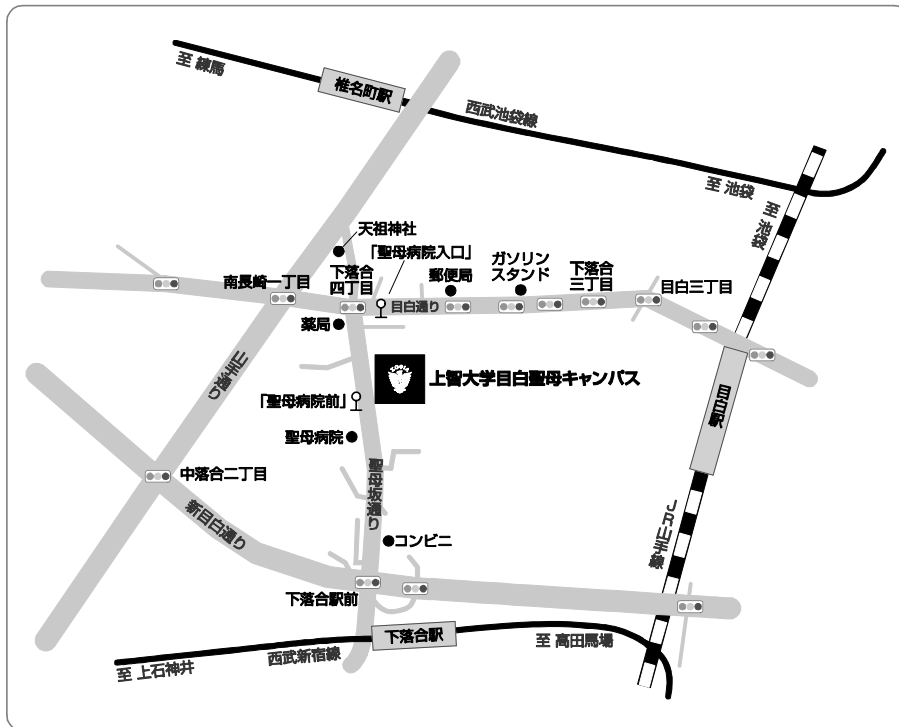 至 練馬
椎名町駅
西武池袋線
至 池袋
至 池袋
天祖神社
「聖母病院入口」
下落合
四丁目
南長崎一丁目
郵便局
ガソリン
スタンド
下落合
三丁目
目白三丁目
目白通り
薬局
山手通り
上智大学目白聖母キャンパス
「聖母病院前」
目白駅
聖母病院
中落合二丁目
聖母坂通り
新目白通り
JR山手線
コンビニ
下落合駅前
下落合駅
至 高田馬場
西武新宿線
至 上石神井